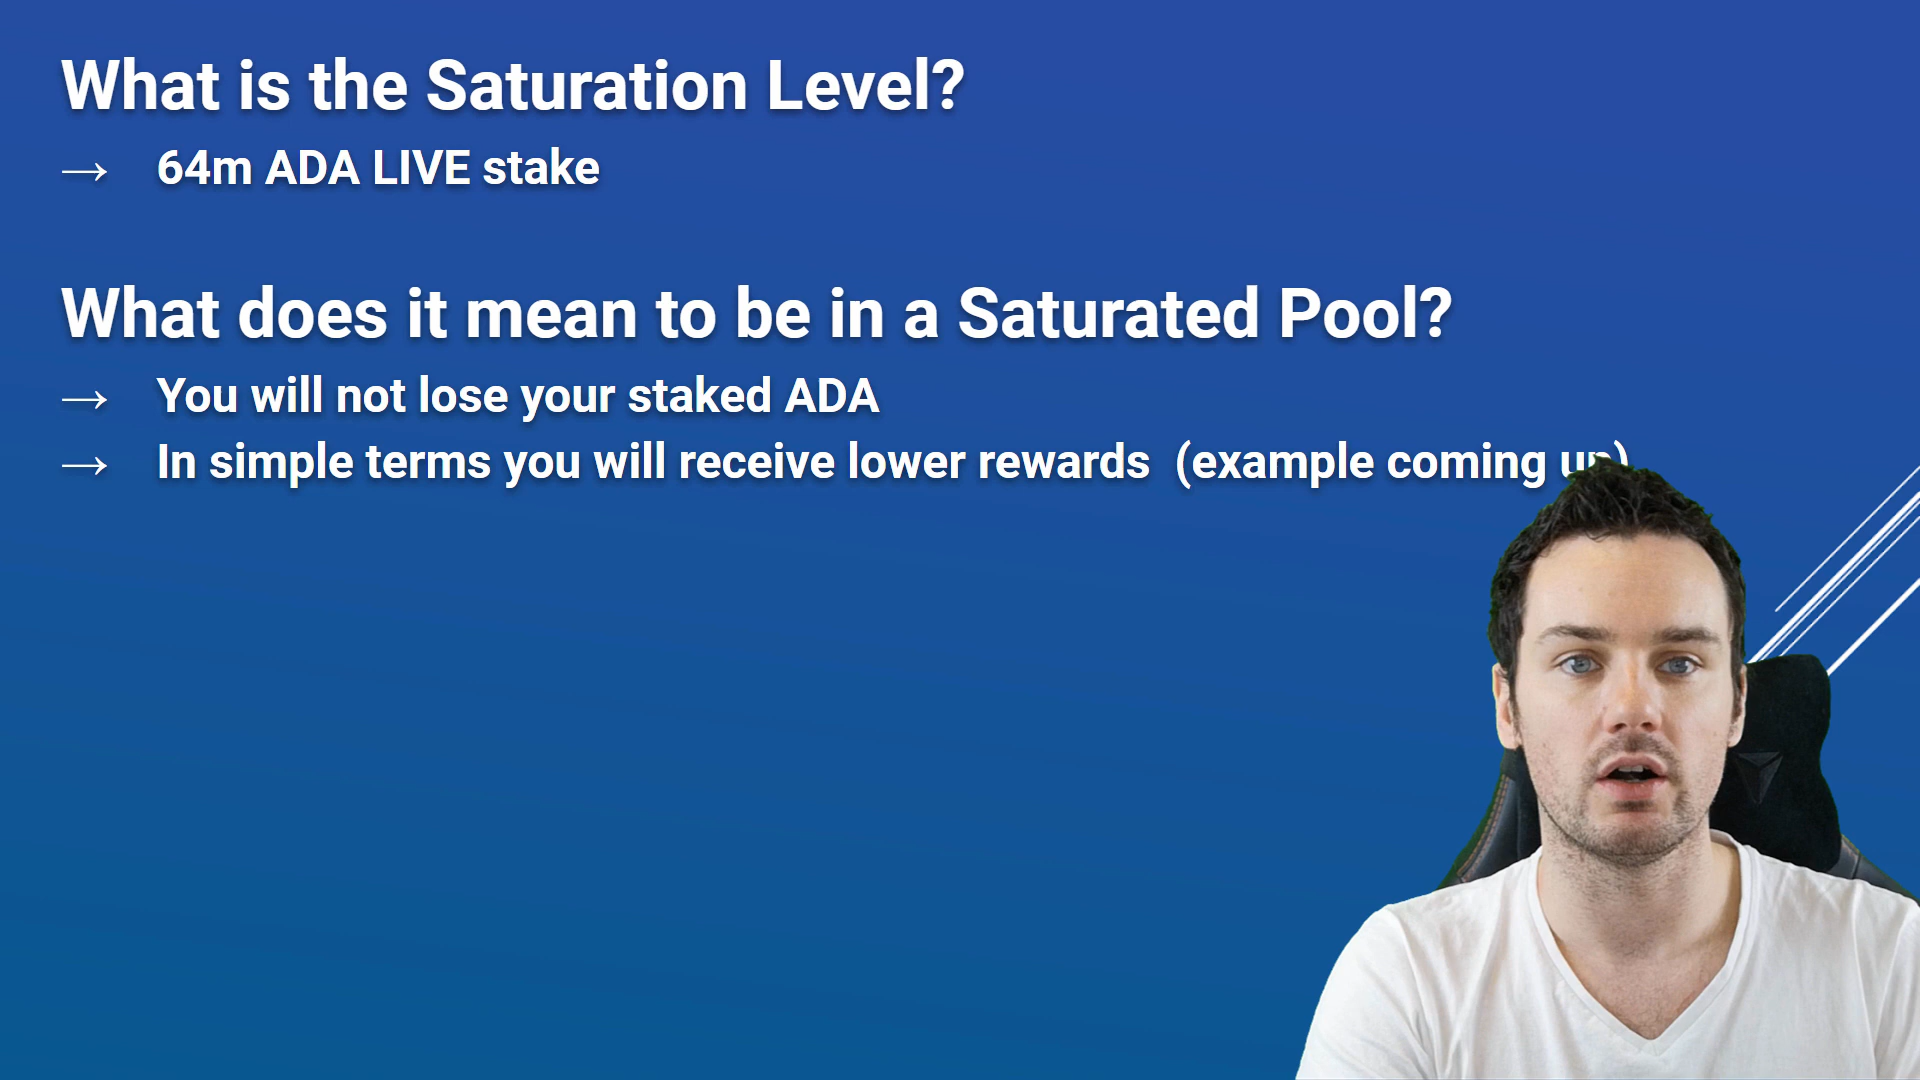 What is the Saturation Level?
→ 64m ADA LIVE stake
What does it mean to be in a Saturated Pool?
→ You will not lose your staked ADA
→ In simple terms you will receive lower rewards (example coming up)